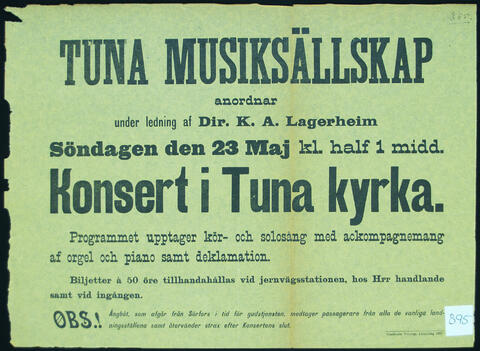 355.
TUNA MUSIKSÄLLSKAP
anordnar
under ledning af Dir. K. A. Lagerheim
Söndagen den 23 Maj kl. half 1 midd.
Konsert i Tuna kyrka.
Programmet upptager kör- och solosång med ackompagnemang
af orgel och piano samt deklamation.
Biljetter à 50 öre tillhandahållas vid jernvägsstationen, hos Hrr handlande
samt vid ingången.
OBS.! Ångbåt, som afgår från Särfors i tid för gudstjensten, medtager passagerare från alla de vanliga land-
ningsställena samt återvänder strax efter Konsertens slut.
395